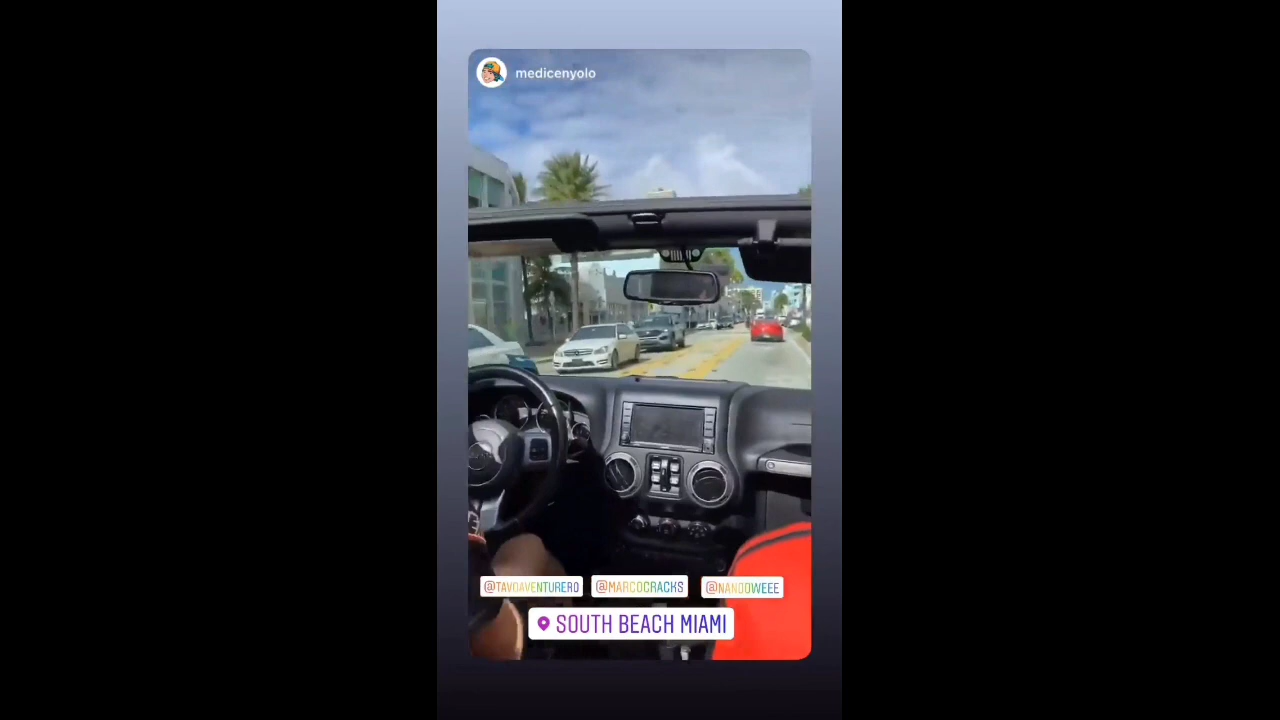 medicenyolo
@TAVOAVENTURERO @MARCOCRACKS @NANDOWEEE
SOUTH BEACH MIAMI